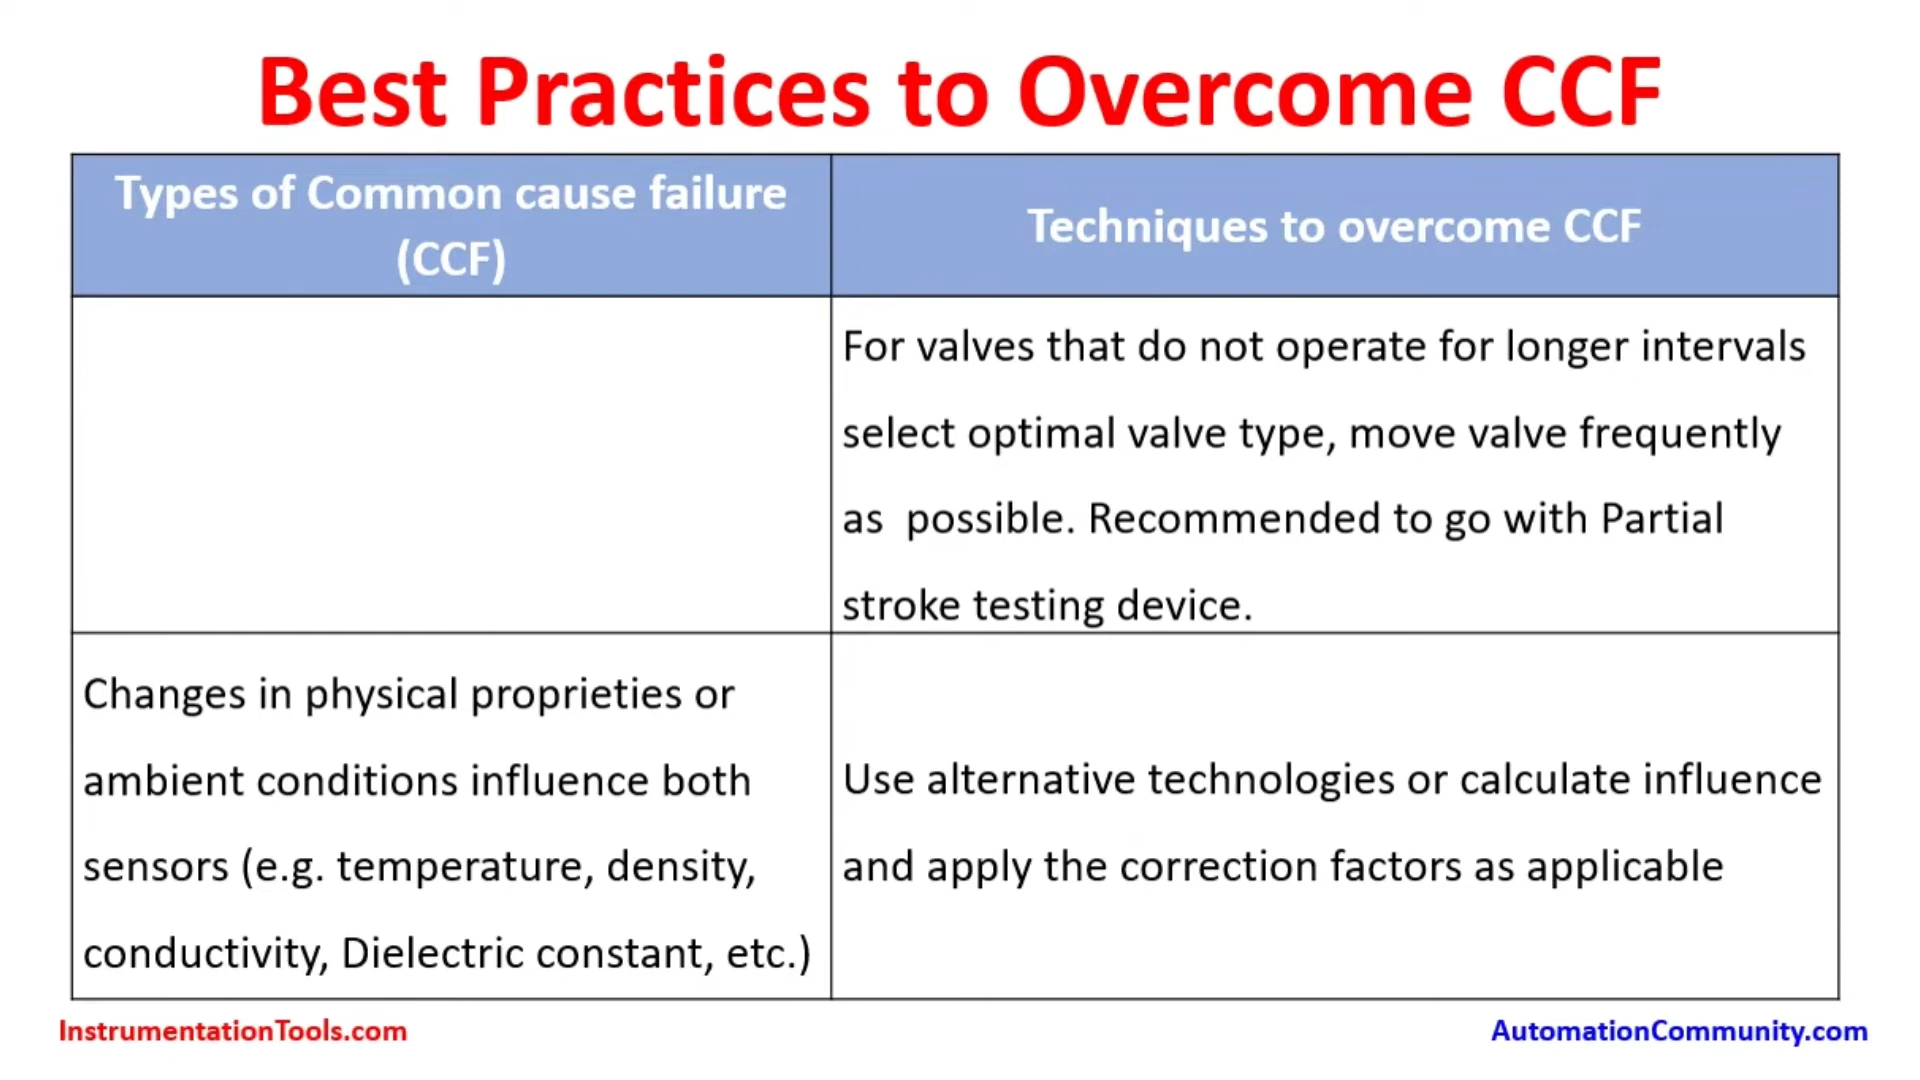 Best Practices to Overcome CCF
Types of Common cause failure
(CCF)
Techniques to overcome CCF
For valves that do not operate for longer intervals
select optimal valve type, move valve frequently
as  possible. Recommended to go with Partial
stroke testing device.
Changes in physical proprieties or
ambient conditions influence both
sensors (e.g. temperature, density,
conductivity, Dielectric constant, etc.)
Use alternative technologies or calculate influence
and apply the correction factors as applicable
InstrumentationTools.com
AutomationCommunity.com